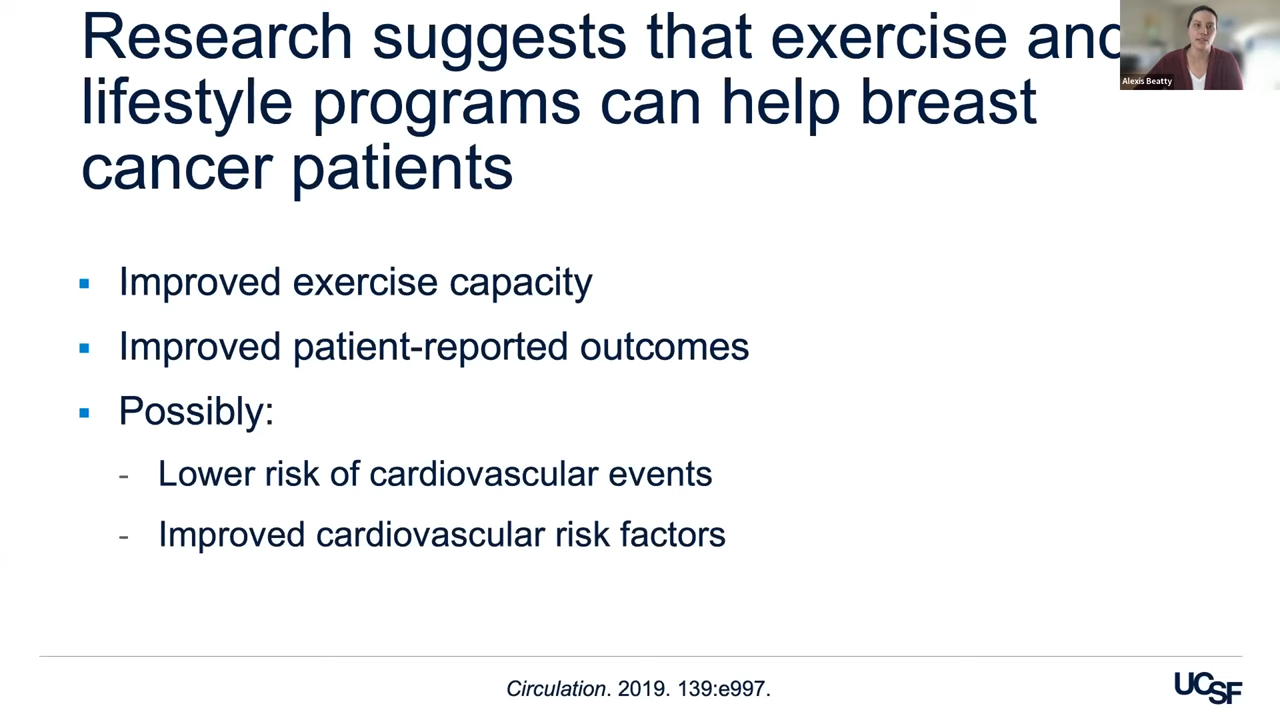 Research suggests that exercise and
lifestyle programs can help breast
cancer patients
Alexis Beatty
▪ Improved exercise capacity
▪ Improved patient-reported outcomes
▪ Possibly:
- Lower risk of cardiovascular events
- Improved cardiovascular risk factors
Circulation. 2019. 139:e997.
UCSF